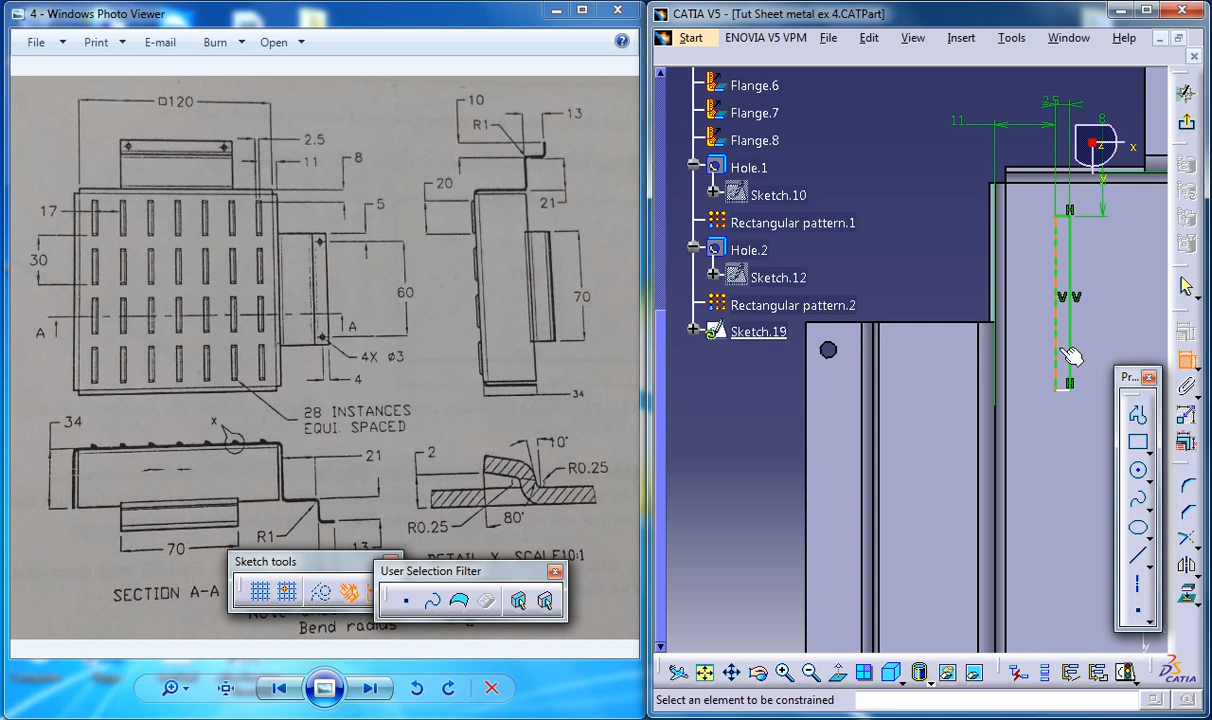 4 - Windows Photo Viewer
File Print E-mail Burn Open
□120
10
13
R1
2.5
11
8
20
21
17
5
30
60
70
A
A
4X ø3
4
34
28 INSTANCES
EQUI. SPACED
34
x
21
2
10°
R0.25
R0.25
80°
R1
70
13
DETAIL X SCALE 10:1
SECTION A-A
Bend radius
Sketch tools
User Selection Filter
CATIA V5 - [Tut Sheet metal ex 4.CATPart]
Start ENOVIA V5 VPM File Edit View Insert Tools Window Help
Flange.6
Flange.7
Flange.8
Hole.1
Sketch.10
Rectangular pattern.1
Hole.2
Sketch.12
Rectangular pattern.2
Sketch.19
2.5
11
8
z
x
y
H
V V
H
Pr...
CATIA
Select an element to be constrained